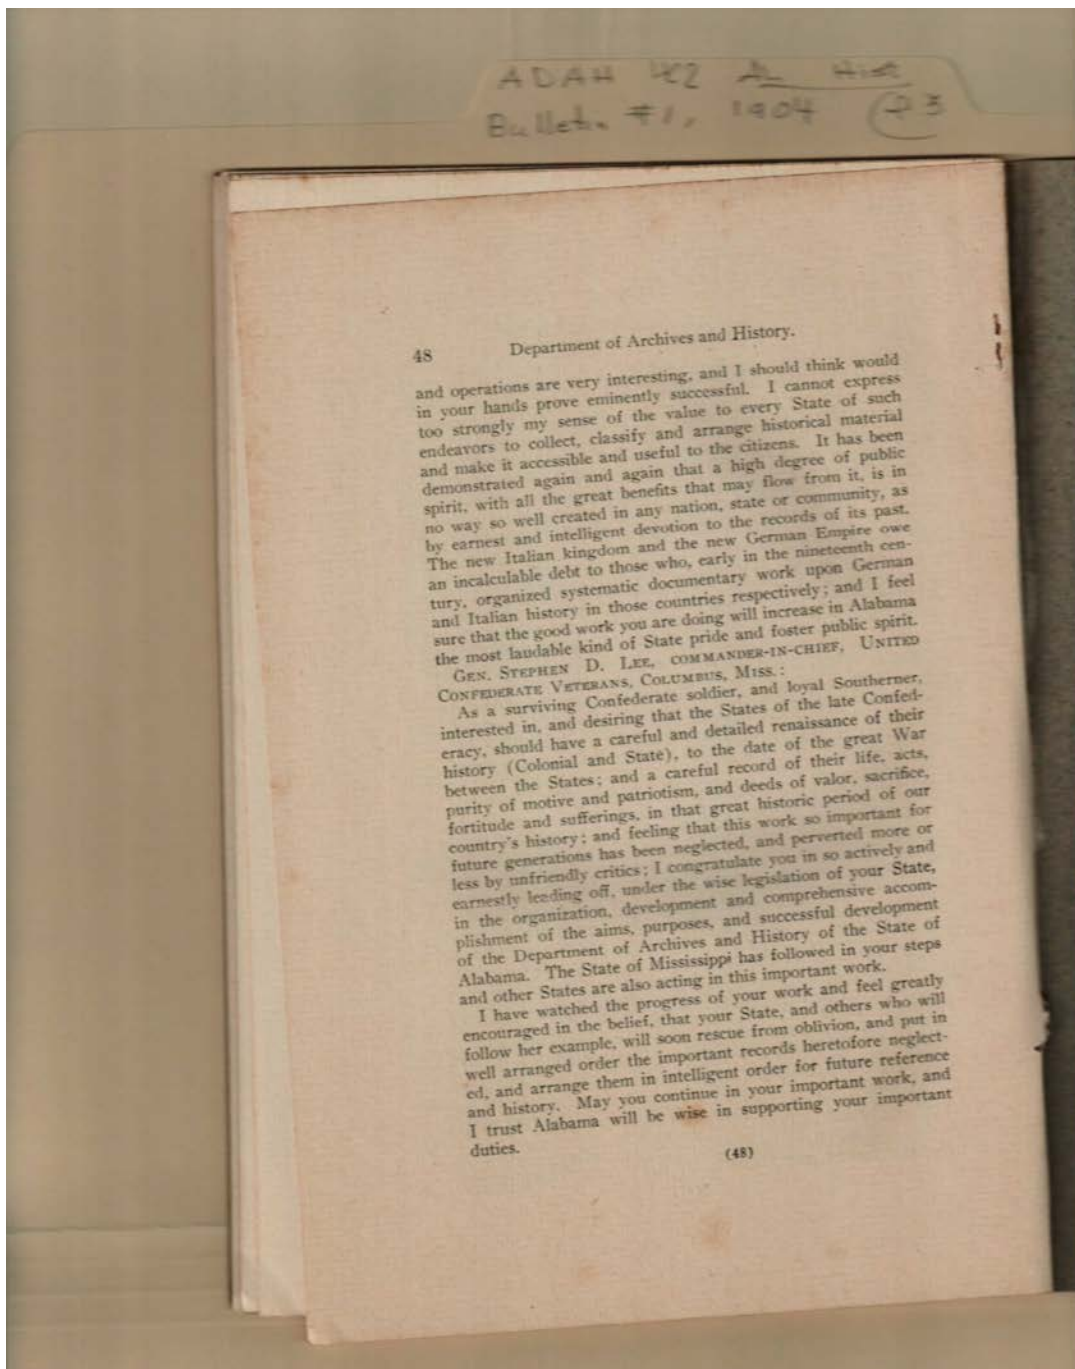 ADAH 402 AL Hist
Bulletin #1, 1904 P3
48 Department of Archives and History.
and operations are very interesting, and I should think would
in your hands prove eminently successful. I cannot express
too strongly my sense of the value to every State of such
endeavors to collect, classify and arrange historical material
and make it accessible and useful to the citizens. It has been
demonstrated again and again that a high degree of public
spirit, with all the great benefits that may flow from it, is in
no way so well created in any nation, state or community, as
by earnest and intelligent devotion to the records of its past.
The new Italian kingdom and the new German Empire owe
an incalculable debt to those who, early in the nineteenth cen-
tury, organized systematic documentary work upon German
and Italian history in those countries respectively; and I feel
sure that the good work you are doing will increase in Alabama
the most laudable kind of State pride and foster public spirit.
GEN. STEPHEN D. LEE, COMMANDER-IN-CHIEF, UNITED
CONFEDERATE VETERANS, COLUMBUS, MISS.:
As a surviving Confederate soldier, and loyal Southerner,
interested in, and desiring that the States of the late Confed-
eracy, should have a careful and detailed renaissance of their
history (Colonial and State), to the date of the great War
between the States; and a careful record of their life, acts,
purity of motive and patriotism, and deeds of valor, sacrifice,
fortitude and sufferings, in that great historic period of our
country's history; and feeling that this work so important for
future generations has been neglected, and perverted more or
less by unfriendly critics; I congratulate you in so actively and
earnestly leading off, under the wise legislation of your State,
in the organization, development and comprehensive accom-
plishment of the aims, purposes, and successful development
of the Department of Archives and History of the State of
Alabama. The State of Mississippi has followed in your steps
and other States are also acting in this important work.
I have watched the progress of your work and feel greatly
encouraged in the belief, that your State, and others who will
follow her example, will soon rescue from oblivion, and put in
well arranged order the important records heretofore neglect-
ed, and arrange them in intelligent order for future reference
and history. May you continue in your important work, and
I trust Alabama will be wise in supporting your important
duties.
(48)